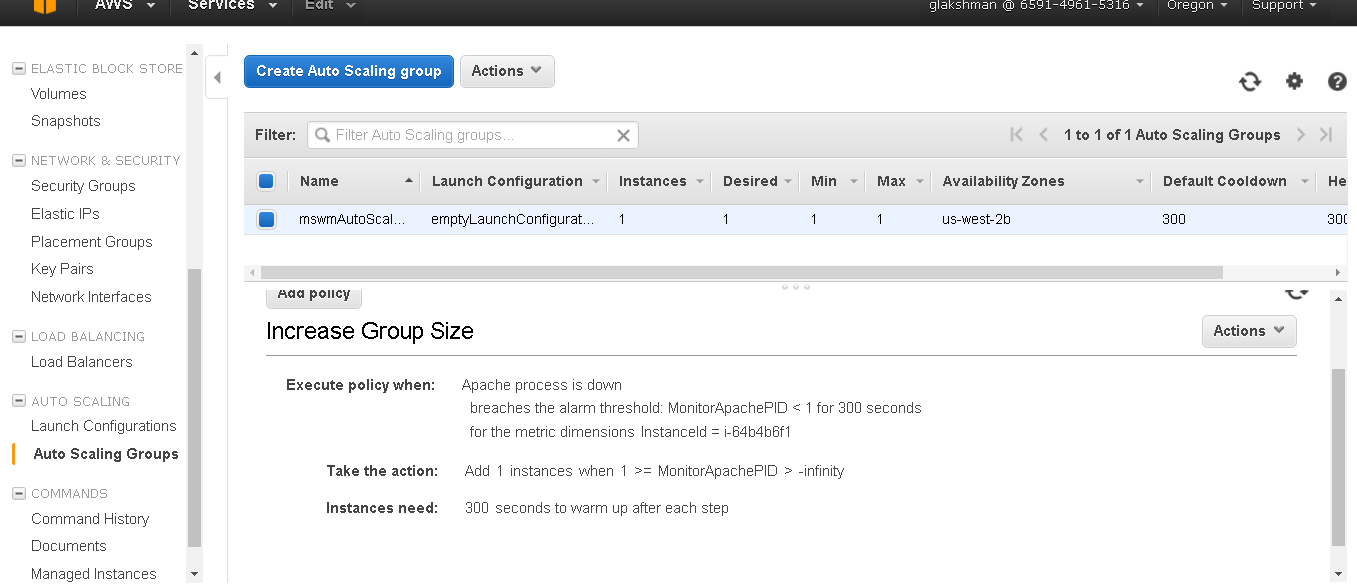 AWS Services Edit glakshman @ 6591-4961-5316 Oregon Support
ELASTIC BLOCK STORE
Volumes
Snapshots
NETWORK & SECURITY
Security Groups
Elastic IPs
Placement Groups
Key Pairs
Network Interfaces
LOAD BALANCING
Load Balancers
AUTO SCALING
Launch Configurations
Auto Scaling Groups
COMMANDS
Command History
Documents
Managed Instances
Create Auto Scaling group Actions
Filter: Filter Auto Scaling groups... 1 to 1 of 1 Auto Scaling Groups
Name Launch Configuration Instances Desired Min Max Availability Zones Default Cooldown He
mswmAutoScal... emptyLaunchConfigurat... 1 1 1 1 us-west-2b 300 300
Add policy
Increase Group Size Actions
Execute policy when: Apache process is down
breaches the alarm threshold: MonitorApachePID < 1 for 300 seconds
for the metric dimensions InstanceId = i-64b4b6f1
Take the action: Add 1 instances when 1 >= MonitorApachePID > -infinity
Instances need: 300 seconds to warm up after each step